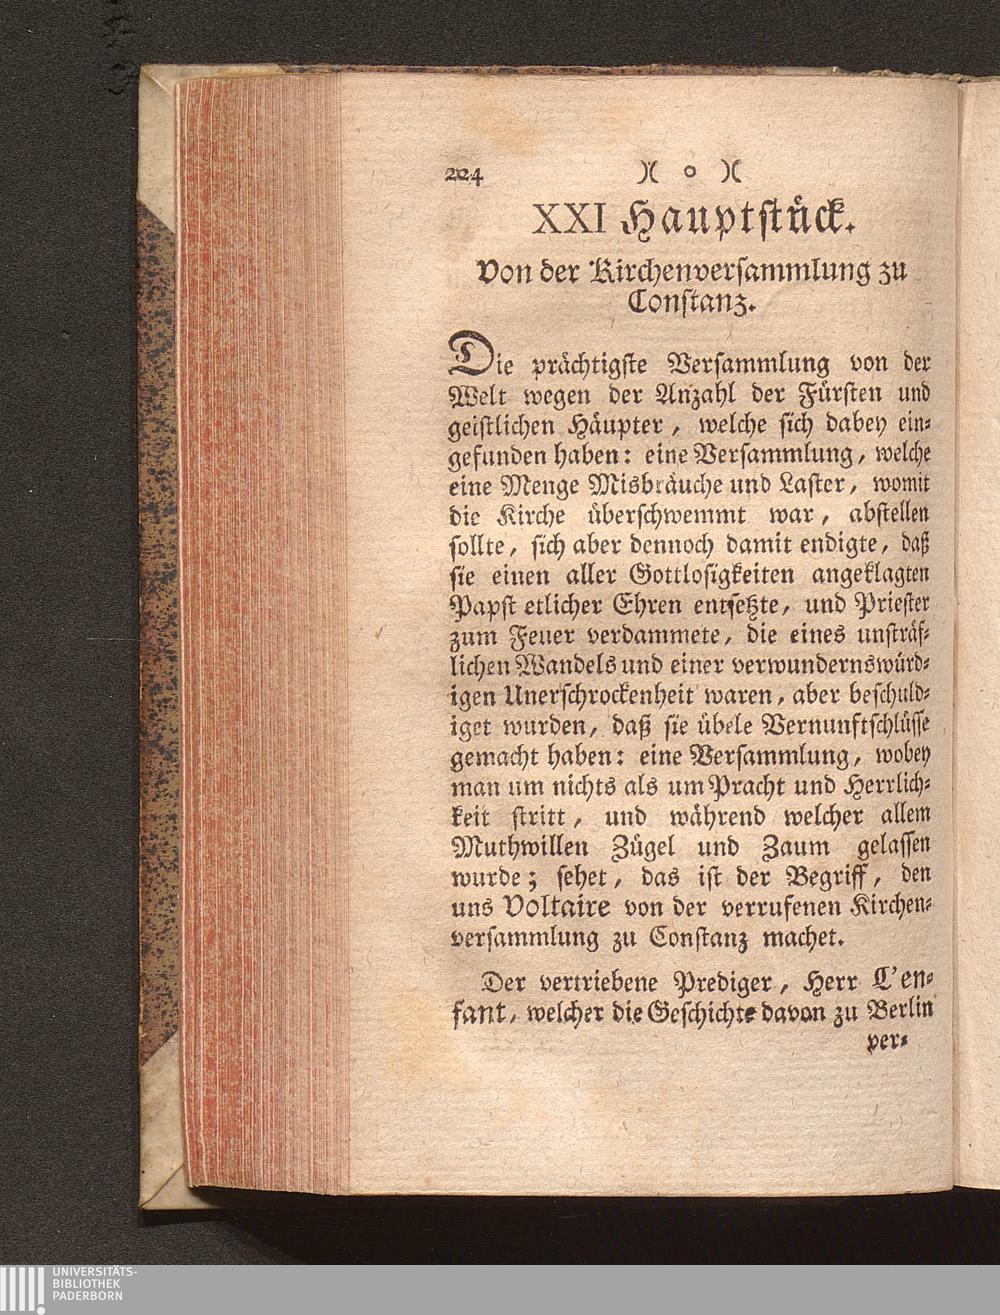 224 )( o )(
XXI Hauptstück.
Von der Kirchenversammlung zu
Constanz.
Die prächtigste Versammlung von der
Welt wegen der Anzahl der Fürsten und
geistlichen Häupter, welche sich dabey ein-
gefunden haben: eine Versammlung, welche
eine Menge Misbräuche und Laster, womit
die Kirche überschwemmt war, abstellen
sollte, sich aber dennoch damit endigte, daß
sie einen aller Gottlosigkeiten angeklagten
Papst etlicher Ehren entsetzte, und Priester
zum Feuer verdammete, die eines unsträf-
lichen Wandels und einer verwundernswürd-
igen Unerschrockenheit waren, aber beschuld-
iget wurden, daß sie übele Vernunftschlüsse
gemacht haben: eine Versammlung, wobey
man um nichts als um Pracht und Herrlich-
keit stritt, und während welcher allem
Muthwillen Zügel und Zaum gelassen
wurde; sehet, das ist der Begriff, den
uns Voltaire von der verrufenen Kirchen-
versammlung zu Constanz machet.
Der vertriebene Prediger, Herr L'en-
fant, welcher die Geschichte davon zu Berlin
ver-
UNIVERSITÄTS-
BIBLIOTHEK
PADERBORN